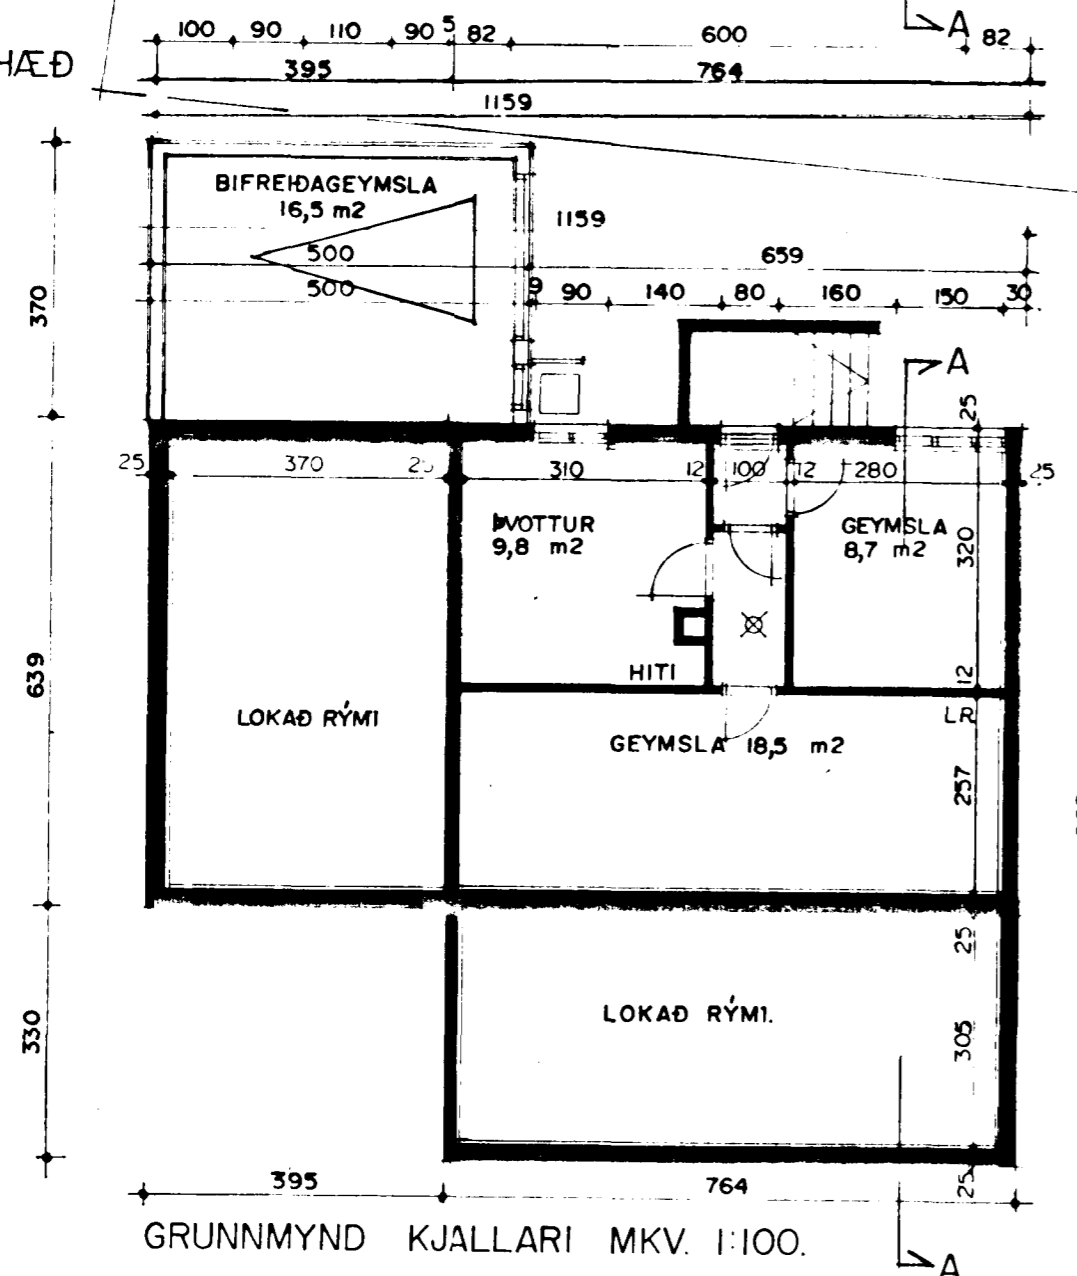 100 90 110 90 5 82 600 A 82
HÆÐ
395 764
1159
BIFREIÐAGEYMSLA
16,5 m2
1159
500 659
500 9 90 140 80 160 150 30
370
A
25
25 370 25 310 12 100 12 280 25
ÞVOTTUR
9,8 m2
GEYMSLA
8,7 m2
320
HITI
12
639
LOKAÐ RÝMI
LR
GEYMSLA 18,5 m2
257
25
LOKAÐ RÝMI.
305
330
25
395 764
GRUNNMYND KJALLARI MKV. 1:100.
A